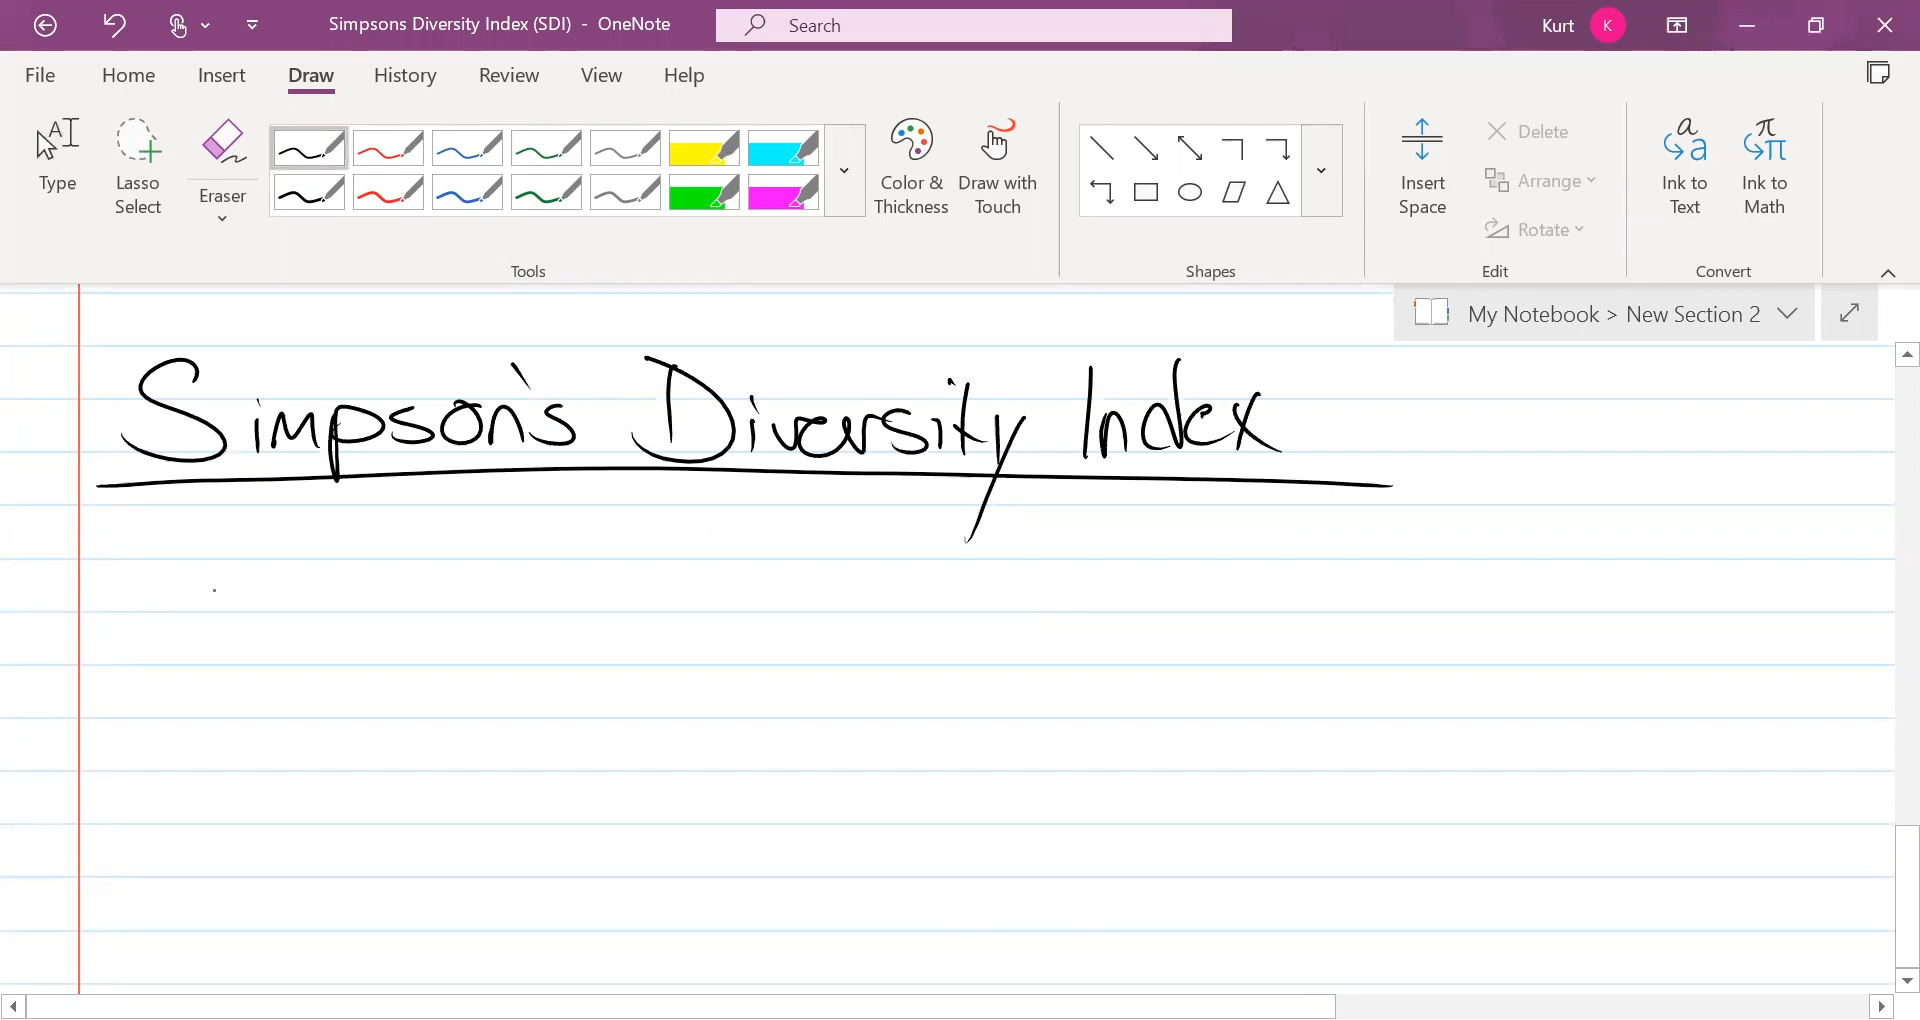 Simpsons Diversity Index (SDI) - OneNote
Search
Kurt
K
File Home Insert Draw History Review View Help
Type
Lasso Select
Eraser
Color & Thickness
Draw with Touch
Insert Space
Delete
Arrange
Rotate
Ink to Text
Ink to Math
Tools
Shapes
Edit
Convert
My Notebook > New Section 2
Simpson's Diversity Index